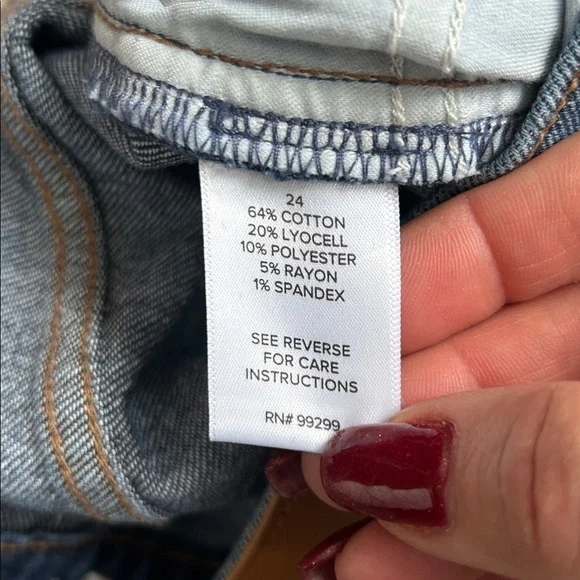 24
64% COTTON
20% LYOCELL
10% POLYESTER
5% RAYON
1% SPANDEX
SEE REVERSE
FOR CARE
INSTRUCTIONS
RN# 99299